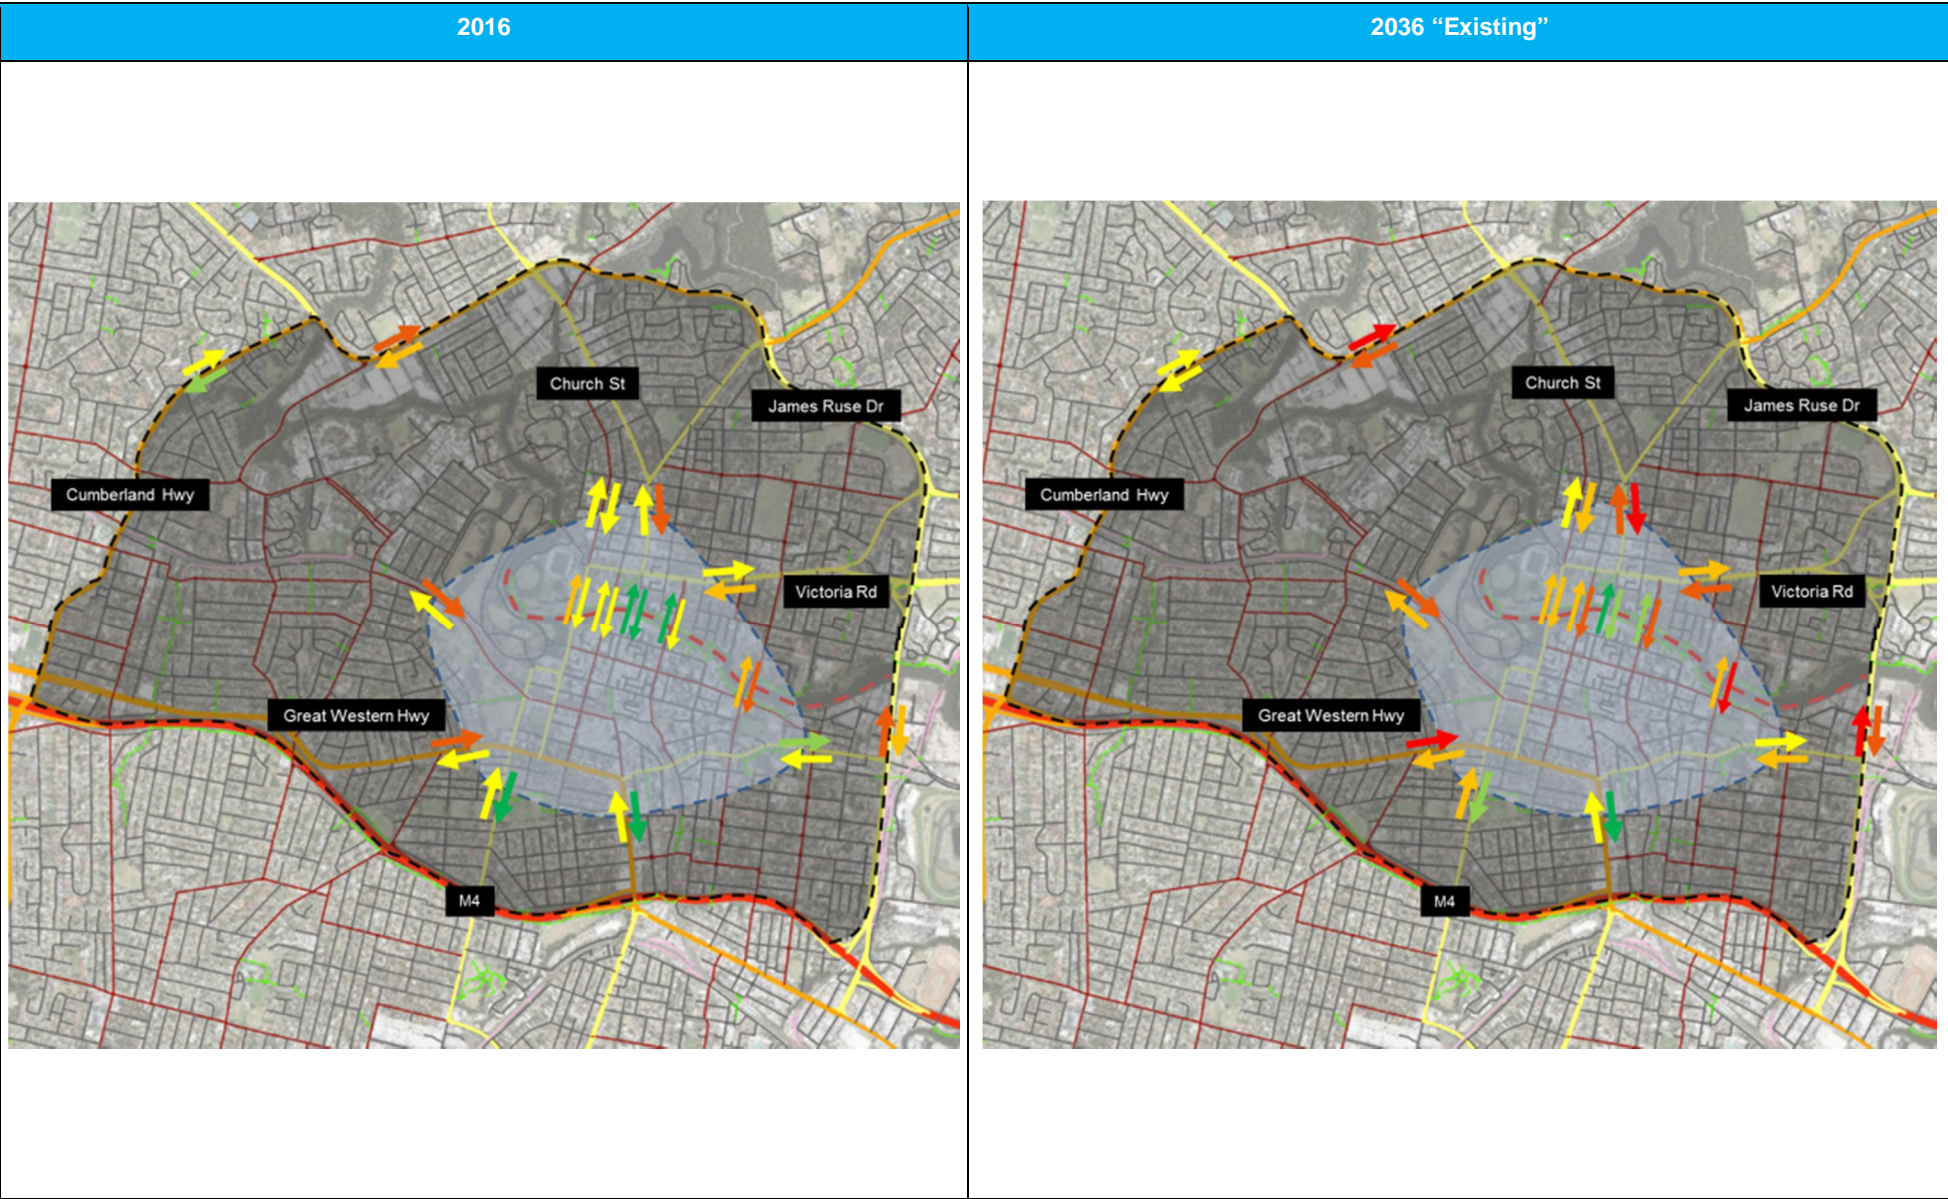 2016
2036 “Existing”
Church St
James Ruse Dr
Cumberland Hwy
Victoria Rd
Great Western Hwy
M4
Church St
James Ruse Dr
Cumberland Hwy
Victoria Rd
Great Western Hwy
M4